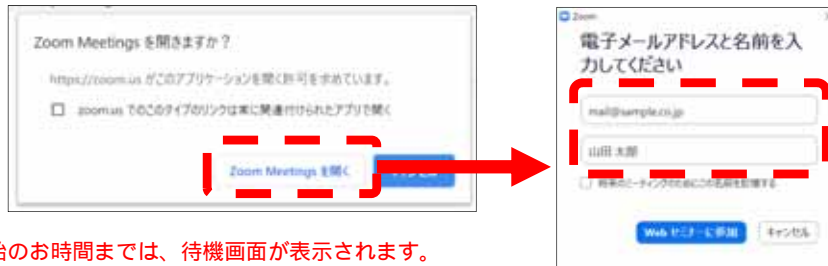 Zoom Meetings を開きますか？
https://zoom.us がこのアプリケーションを開く許可を求めています。
zoom.us でのこのタイプのリンクは常に関連付けられたアプリで開く
Zoom Meetings を開く
Zoom
電子メールアドレスと名前を入
力してください
mail@sample.co.jp
山田 太郎
将来のミーティングのためにこの名前を記憶する
Web セミナーに参加
キャンセル
のお時間までは、待機画面が表示されます。